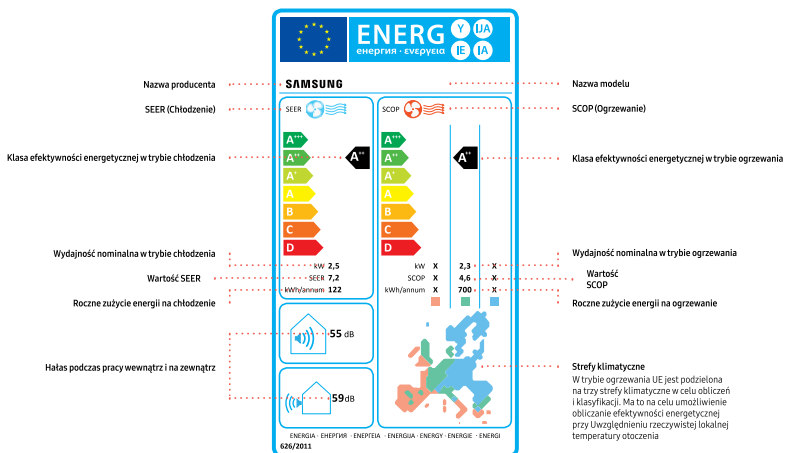 ENERG Y IJA
енергия · ενεργεια IE IA
Nazwa producenta
SAMSUNG
Nazwa modelu
SEER (Chłodzenie)
SEER
SCOP
SCOP (Ogrzewanie)
A+++
A++
A+
A
B
C
D
A++
A+++
A++
A+
A
B
C
D
A++
Klasa efektywności energetycznej w trybie chłodzenia
Klasa efektywności energetycznej w trybie ogrzewania
Wydajność nominalna w trybie chłodzenia
kW 2,5
kW X 2,3 X
Wydajność nominalna w trybie ogrzewania
Wartość SEER
SEER 7,2
SCOP X 4,6 X
Wartość
SCOP
Roczne zużycie energii na chłodzenie
kWh/annum 122
kWh/annum X 700 X
Roczne zużycie energii na ogrzewanie
55 dB
Hałas podczas pracy wewnątrz i na zewnątrz
59dB
Strefy klimatyczne
W trybie ogrzewania UE jest podzielona
na trzy strefy klimatyczne w celu obliczeń
i klasyfikacji. Ma to na celu umożliwienie
obliczanie efektywności energetycznej
przy Uwzględnieniu rzeczywistej lokalnej
temperatury otoczenia
ENERGIA · ЕНЕРГИЯ · ΕΝΕΡΓΕΙΑ · ENERGIJA · ENERGY · ENERGIE · ENERGI
626/2011